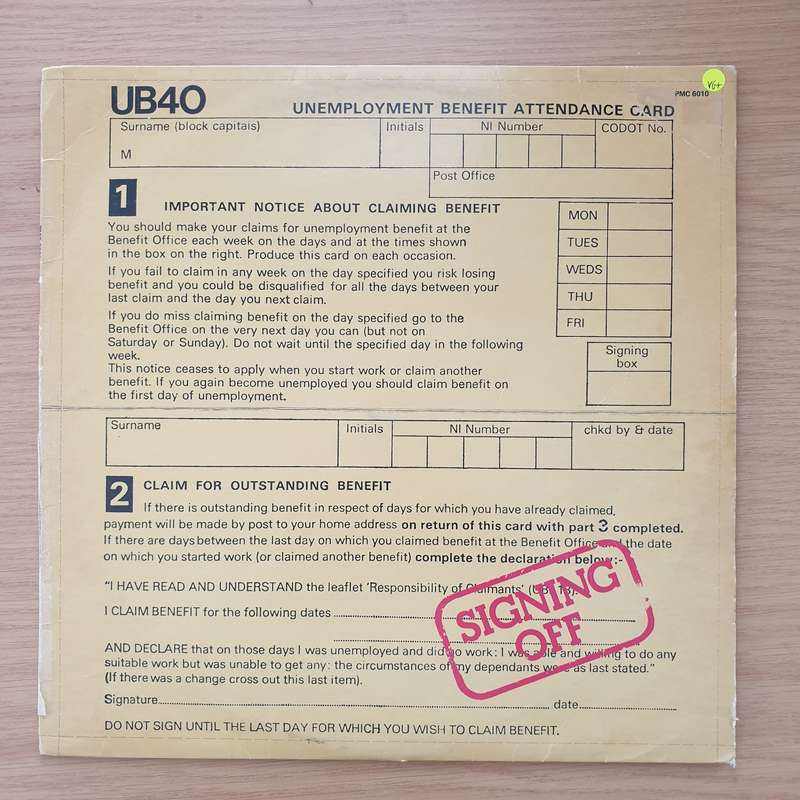 UB40
VG+
PMC 6010
UNEMPLOYMENT BENEFIT ATTENDANCE CARD
Surname (block capitals)
Initials
NI Number
CODOT No.
M
Post Office
1
IMPORTANT NOTICE ABOUT CLAIMING BENEFIT
You should make your claims for unemployment benefit at the
Benefit Office each week on the days and at the times shown
in the box on the right. Produce this card on each occasion.
If you fail to claim in any week on the day specified you risk losing
benefit and you could be disqualified for all the days between your
last claim and the day you next claim.
If you do miss claiming benefit on the day specified go to the
Benefit Office on the very next day you can (but not on
Saturday or Sunday). Do not wait until the specified day in the following
week.
This notice ceases to apply when you start work or claim another
benefit. If you again become unemployed you should claim benefit on
the first day of unemployment.
MON
TUES
WEDS
THU
FRI
Signing
box
Surname
Initials
NI Number
chkd by & date
2
CLAIM FOR OUTSTANDING BENEFIT
If there is outstanding benefit in respect of days for which you have already claimed,
payment will be made by post to your home address on return of this card with part 3 completed.
If there are days between the last day on which you claimed benefit at the Benefit Office and the date
on which you started work (or claimed another benefit) complete the declaration below:-
"I HAVE READ AND UNDERSTAND the leaflet 'Responsibility of Claimants'
I CLAIM BENEFIT for the following dates
AND DECLARE that on those days I was unemployed and did no work: I was able and willing to do any
suitable work but was unable to get any: the circumstances of my dependants were as last stated."
(If there was a change cross out this last item).
Signature date
DO NOT SIGN UNTIL THE LAST DAY FOR WHICH YOU WISH TO CLAIM BENEFIT.
SIGNING
OFF